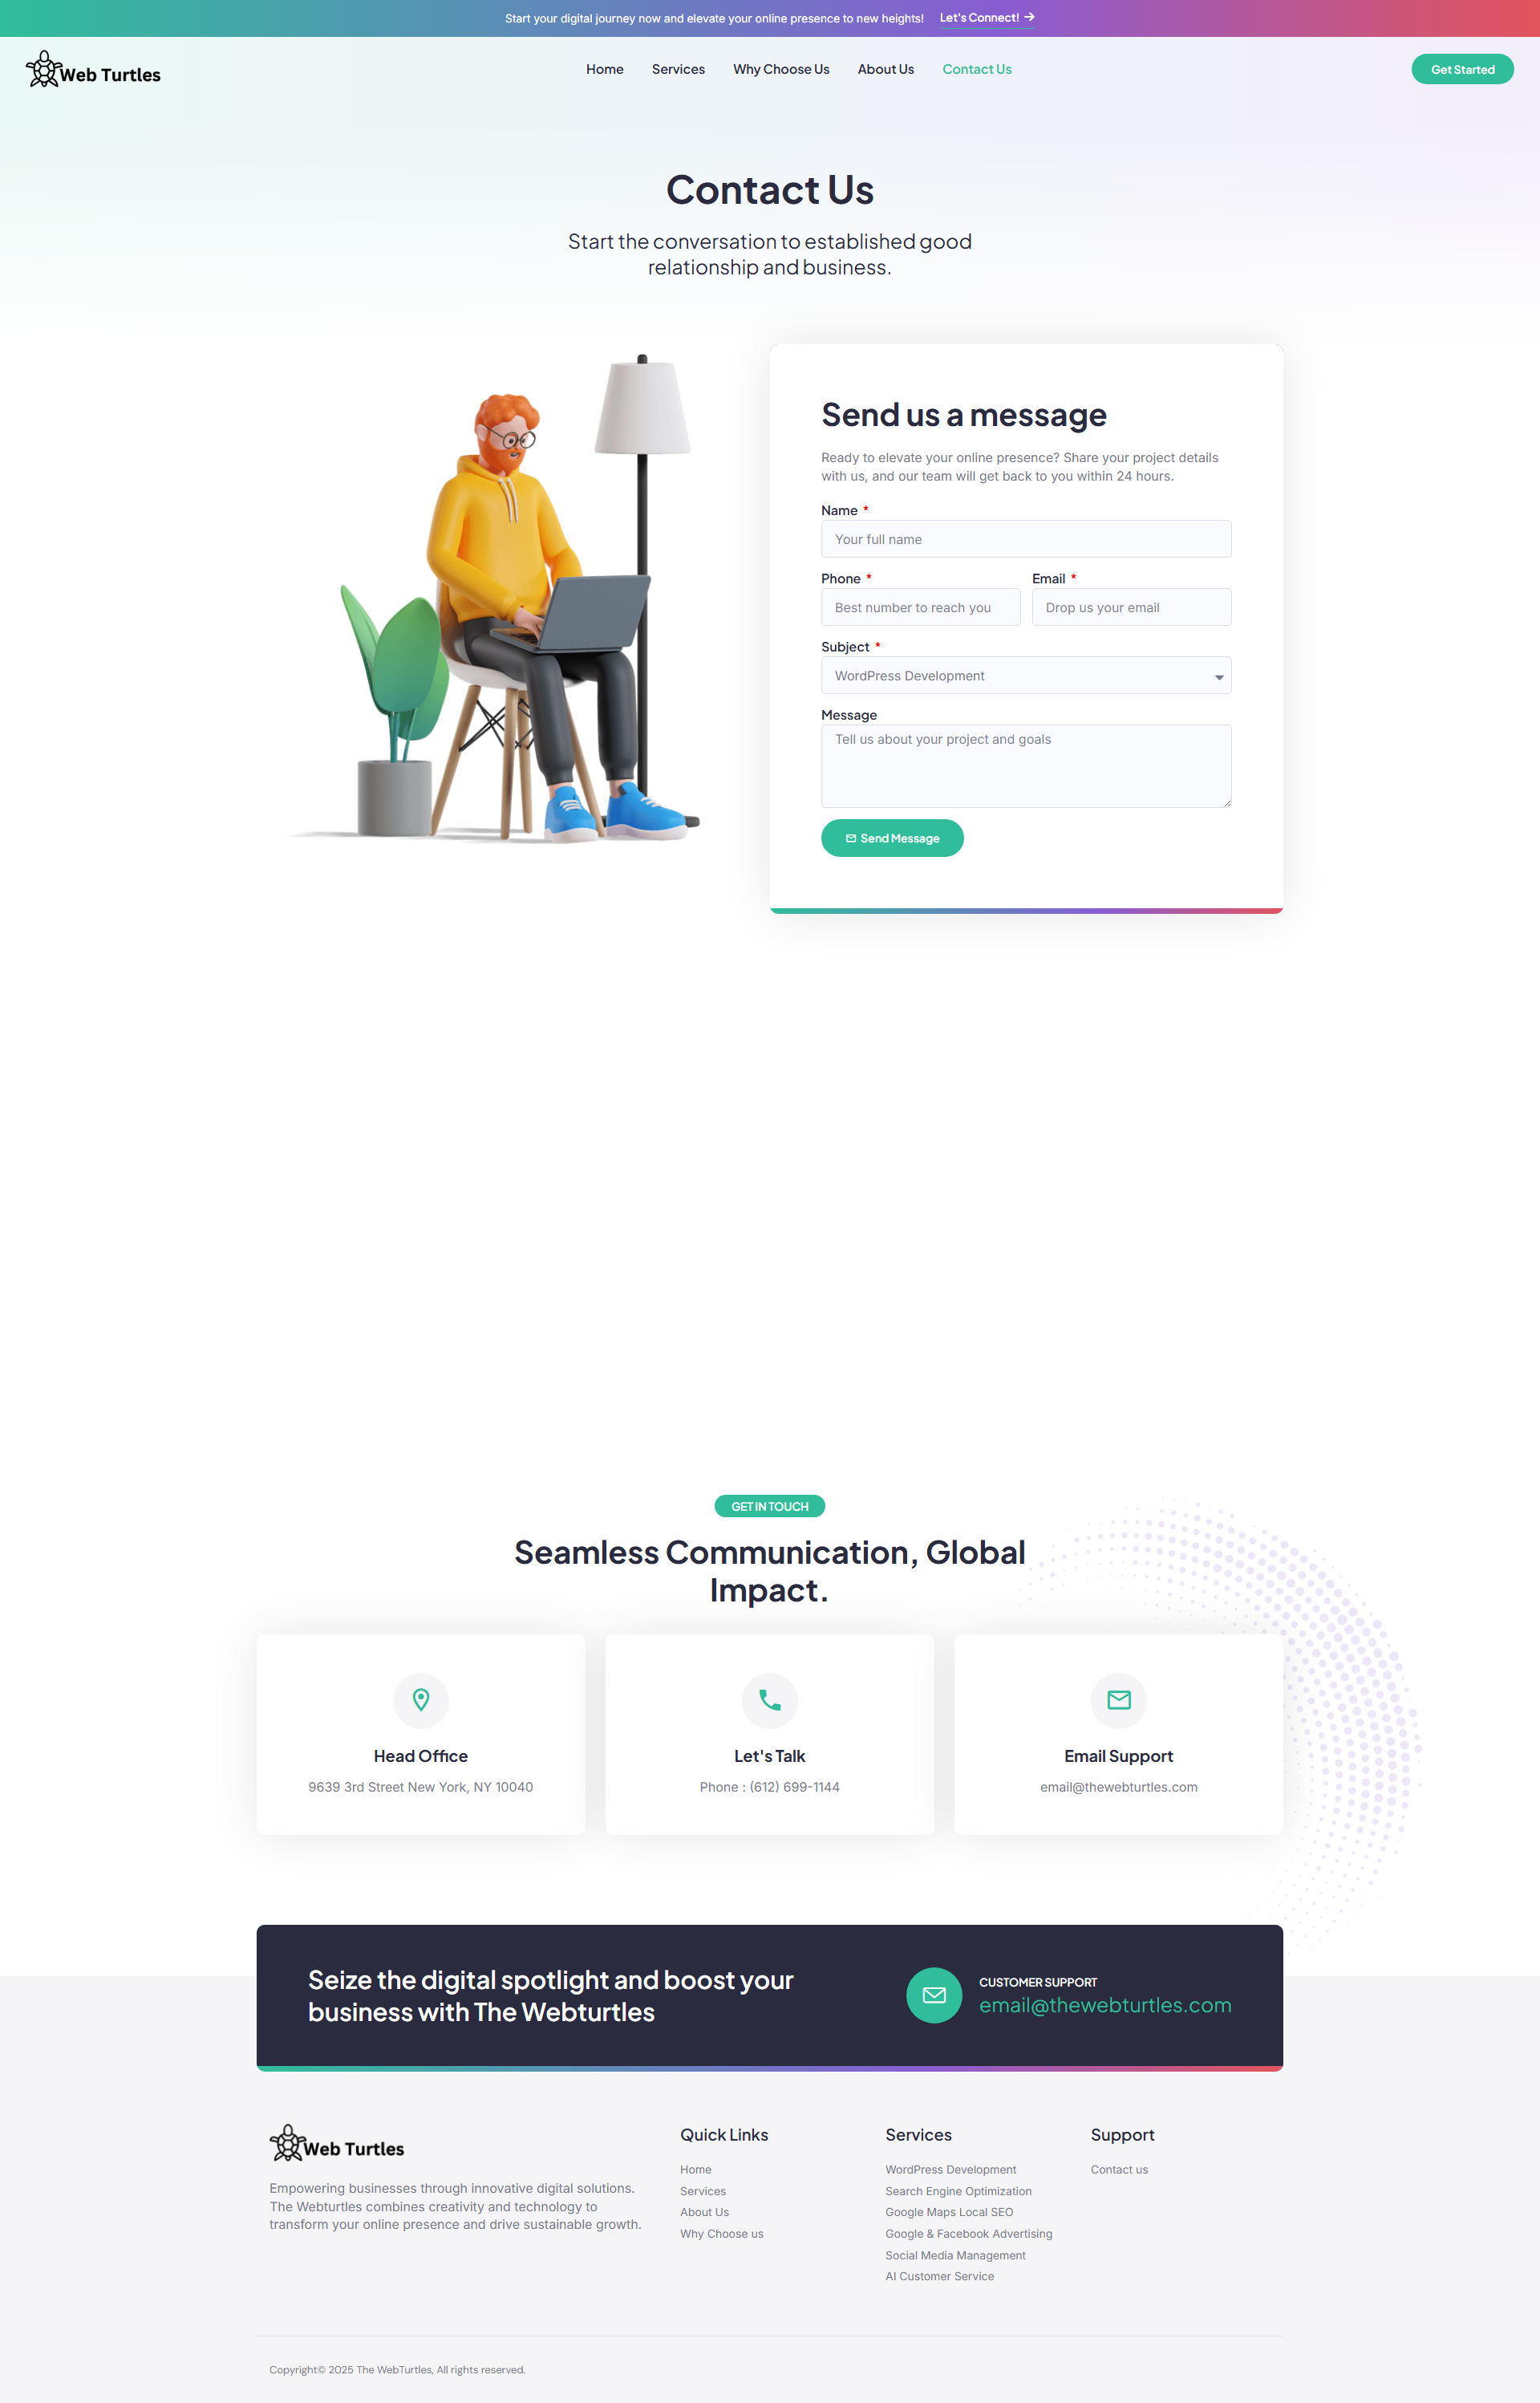 Start your digital journey now and elevate your online presence to new heights! Let's Connect!
Web Turtles
Home Services Why Choose Us About Us Contact Us
Get Started
Contact Us
Start the conversation to established good
relationship and business.
Send us a message
Ready to elevate your online presence? Share your project details
with us, and our team will get back to you within 24 hours.
Name *
Your full name
Phone * Email *
Best number to reach you Drop us your email
Subject *
WordPress Development
Message
Tell us about your project and goals
Send Message
GET IN TOUCH
Seamless Communication, Global
Impact.
Head Office
9639 3rd Street New York, NY 10040
Let's Talk
Phone : (612) 699-1144
Email Support
email@thewebturtles.com
Seize the digital spotlight and boost your
business with The Webturtles
CUSTOMER SUPPORT
email@thewebturtles.com
Web Turtles
Empowering businesses through innovative digital solutions.
The Webturtles combines creativity and technology to
transform your online presence and drive sustainable growth.
Quick Links
Home
Services
About Us
Why Choose us
Services
WordPress Development
Search Engine Optimization
Google Maps Local SEO
Google & Facebook Advertising
Social Media Management
AI Customer Service
Support
Contact us
Copyright© 2025 The WebTurtles, All rights reserved.